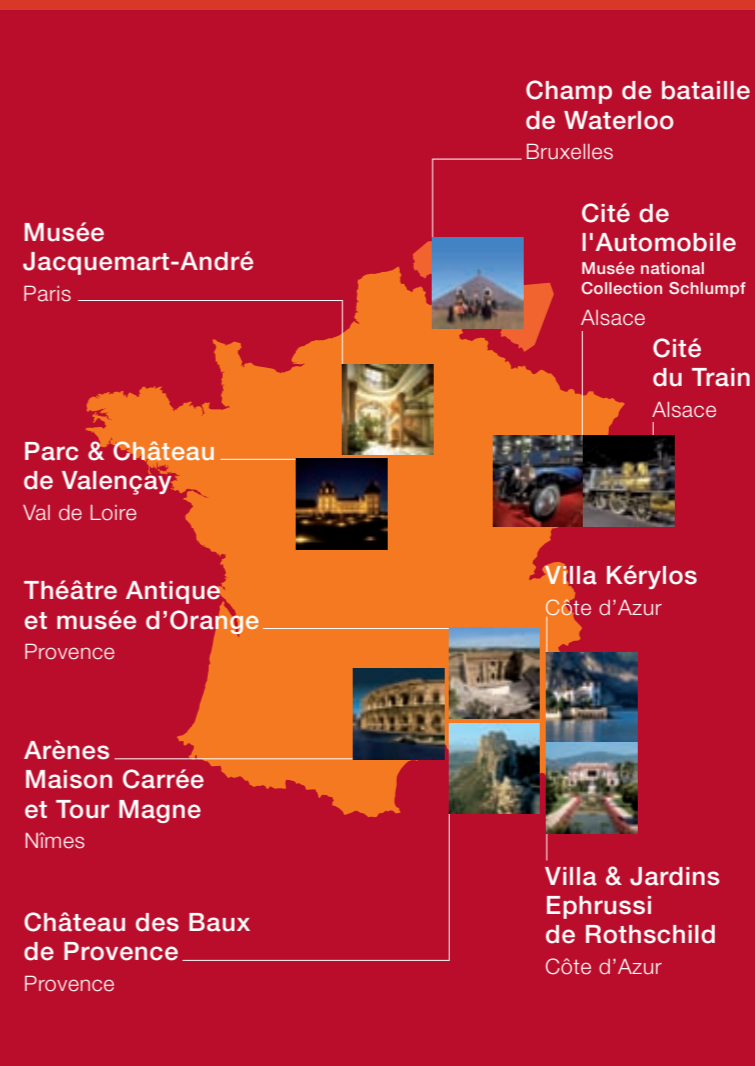 Champ de bataille
de Waterloo
Bruxelles
Cité de
l'Automobile
Musée national
Collection Schlumpf
Alsace
Cité
du Train
Alsace
Musée
Jacquemart-André
Paris
Parc & Château
de Valençay
Val de Loire
Théâtre Antique
et musée d’Orange
Provence
Villa Kérylos
Côte d’Azur
Arènes
Maison Carrée
et Tour Magne
Nîmes
Villa & Jardins
Ephrussi
de Rothschild
Côte d’Azur
Château des Baux
de Provence
Provence